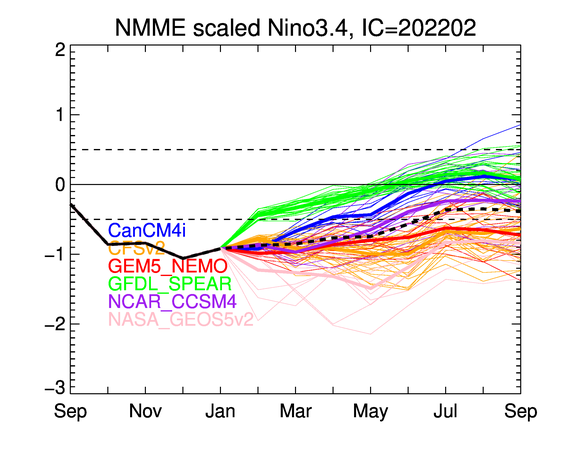 NMME scaled Nino3.4, IC=202202
2
1
0
−1
−2
−3
CanCM4i
CFSv2
GEM5_NEMO
GFDL_SPEAR
NCAR_CCSM4
NASA_GEOS5v2
Sep Nov Jan Mar May Jul Sep